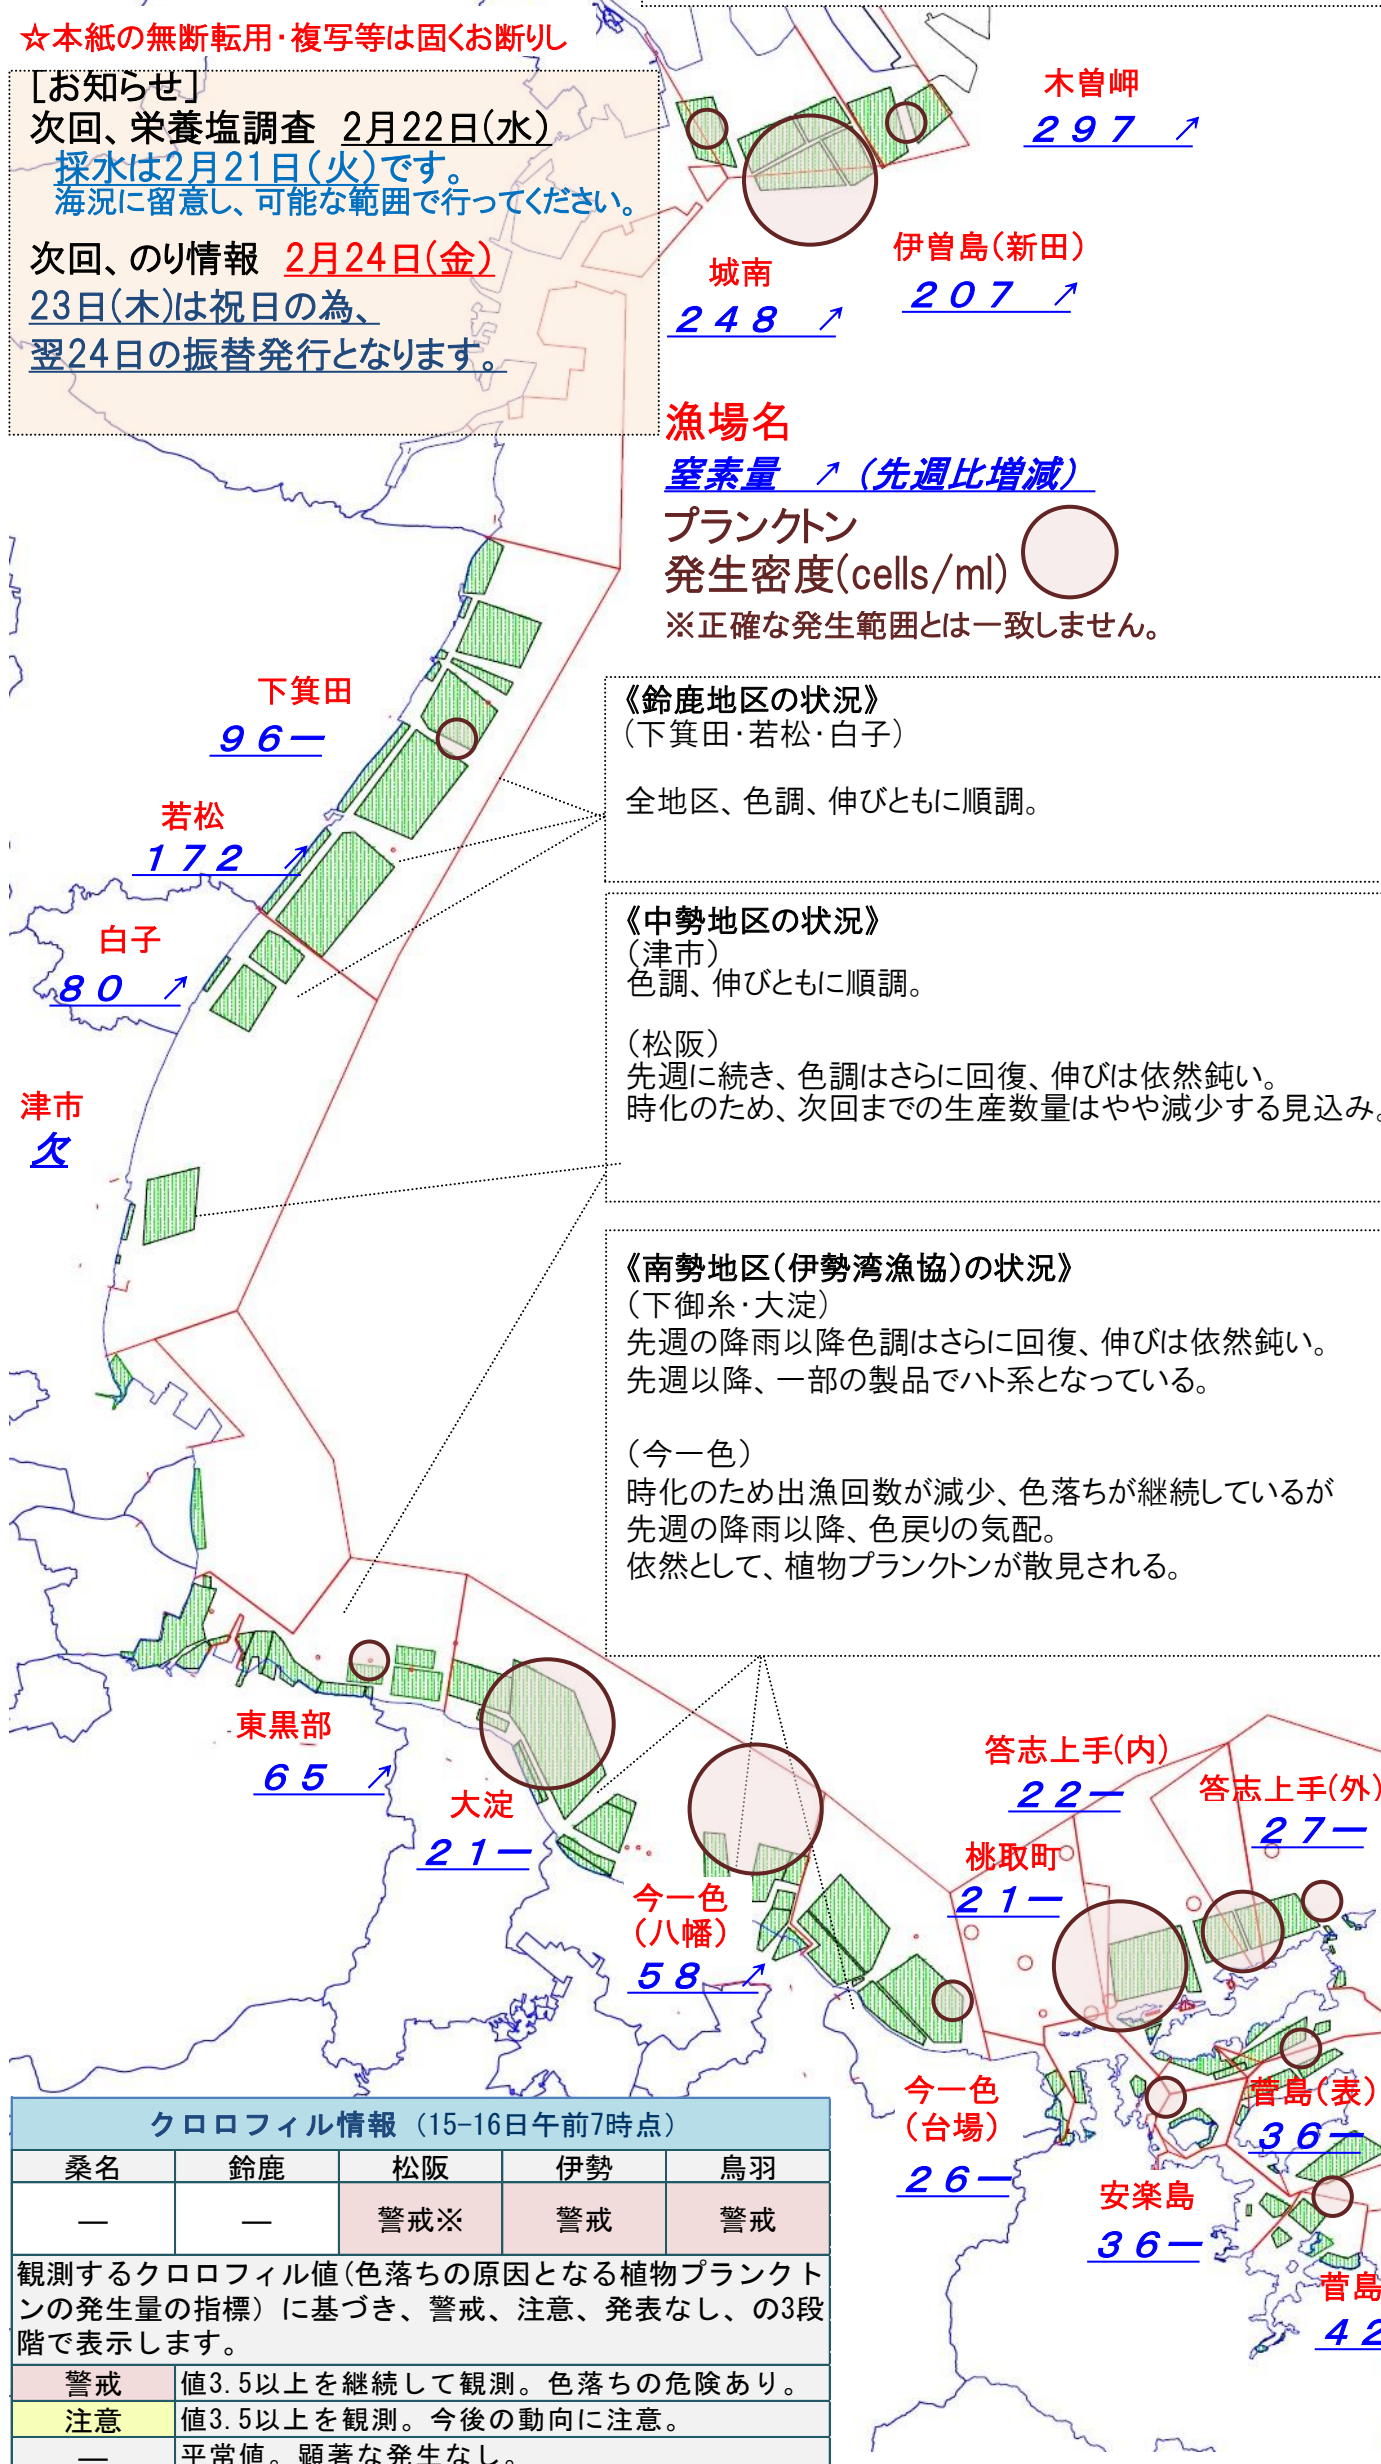 ☆本紙の無断転用・複写等は固くお断りし
[お知らせ]
次回、栄養塩調査 2月22日(水)
採水は2月21日(火)です。
海況に留意し、可能な範囲で行ってください。
次回、のり情報 2月24日(金)
23日(木)は祝日の為、
翌24日の振替発行となります。
木曽岬
297 ↗
伊曽島(新田)
207 ↗
城南
248 ↗
漁場名
窒素量 ↗(先週比増減)
プランクトン
発生密度(cells/ml)
※正確な発生範囲とは一致しません。
下箕田
96ー
若松
172 ↗
白子
80 ↗
津市
欠
《鈴鹿地区の状況》
(下箕田・若松・白子)
全地区、色調、伸びともに順調。
《中勢地区の状況》
(津市)
色調、伸びともに順調。
(松阪)
先週に続き、色調はさらに回復、伸びは依然鈍い。
時化のため、次回までの生産数量はやや減少する見込み。
《南勢地区(伊勢湾漁協)の状況》
(下御糸・大淀)
先週の降雨以降色調はさらに回復、伸びは依然鈍い。
先週以降、一部の製品でハト系となっている。
(今一色)
時化のため出漁回数が減少、色落ちが継続しているが
先週の降雨以降、色戻りの気配。
依然として、植物プランクトンが散見される。
東黒部
65 ↗
大淀
21ー
今一色
(八幡)
58 ↗
答志上手(内)
22ー
答志上手(外)
27ー
桃取町
21ー
今一色
(台場)
26ー
菅島(表)
36ー
安楽島
36ー
菅島
42
クロロフィル情報(15-16日午前7時点)
桑名 鈴鹿 松阪 伊勢 鳥羽
― ― 警戒※ 警戒 警戒
観測するクロロフィル値(色落ちの原因となる植物プランクト
ンの発生量の指標)に基づき、警戒、注意、発表なし、の3段
階で表示します。
警戒 値3.5以上を継続して観測。色落ちの危険あり。
注意 値3.5以上を観測。今後の動向に注意。
― 平常値。顕著な発生なし。